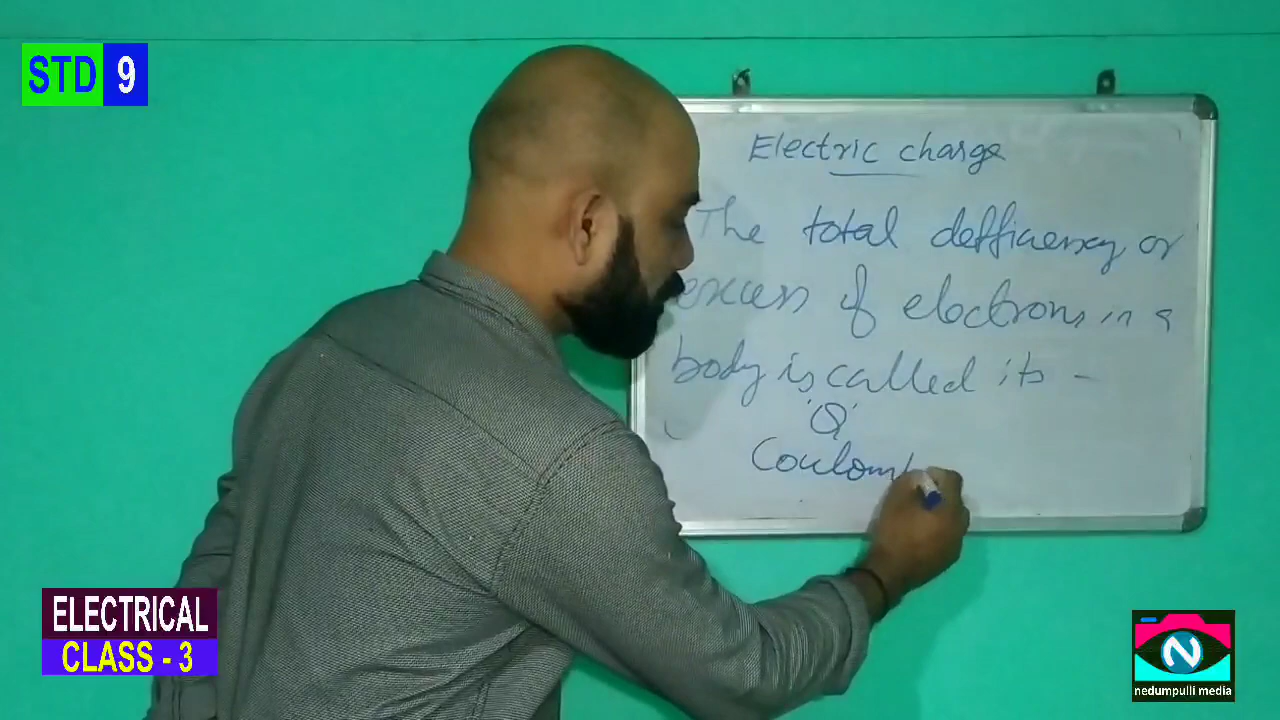 STD 9
Electric charge
The total defficiency or
excess of electrons in a
body is called its -
'Q'
Coulomb
ELECTRICAL
CLASS - 3
N
nedumpulli media